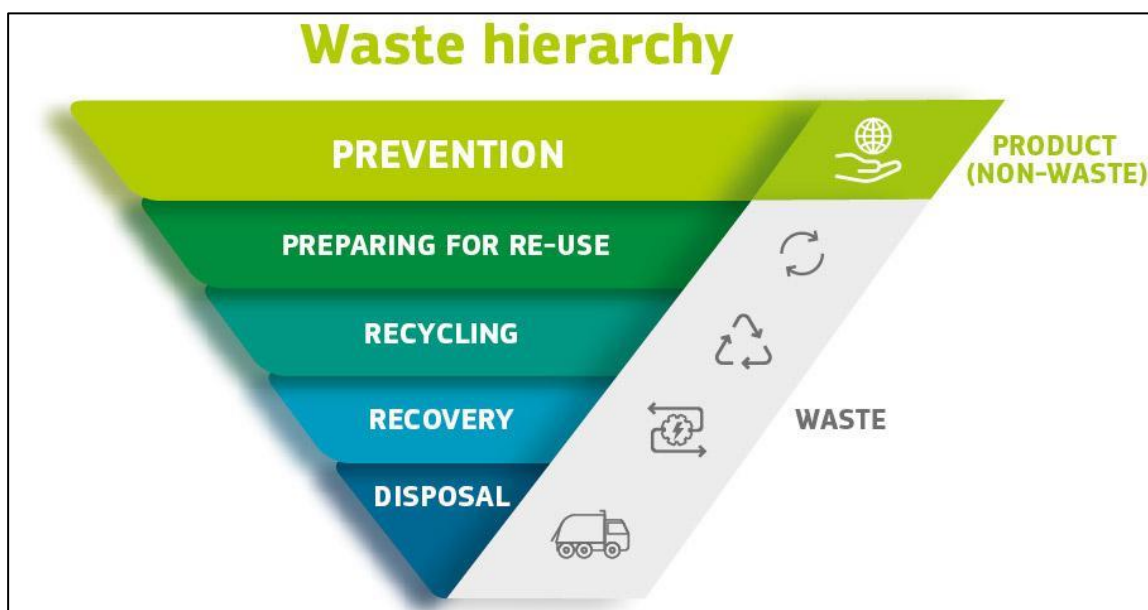 Waste hierarchy
PREVENTION
PRODUCT
(NON-WASTE)
PREPARING FOR RE-USE
RECYCLING
RECOVERY
WASTE
DISPOSAL